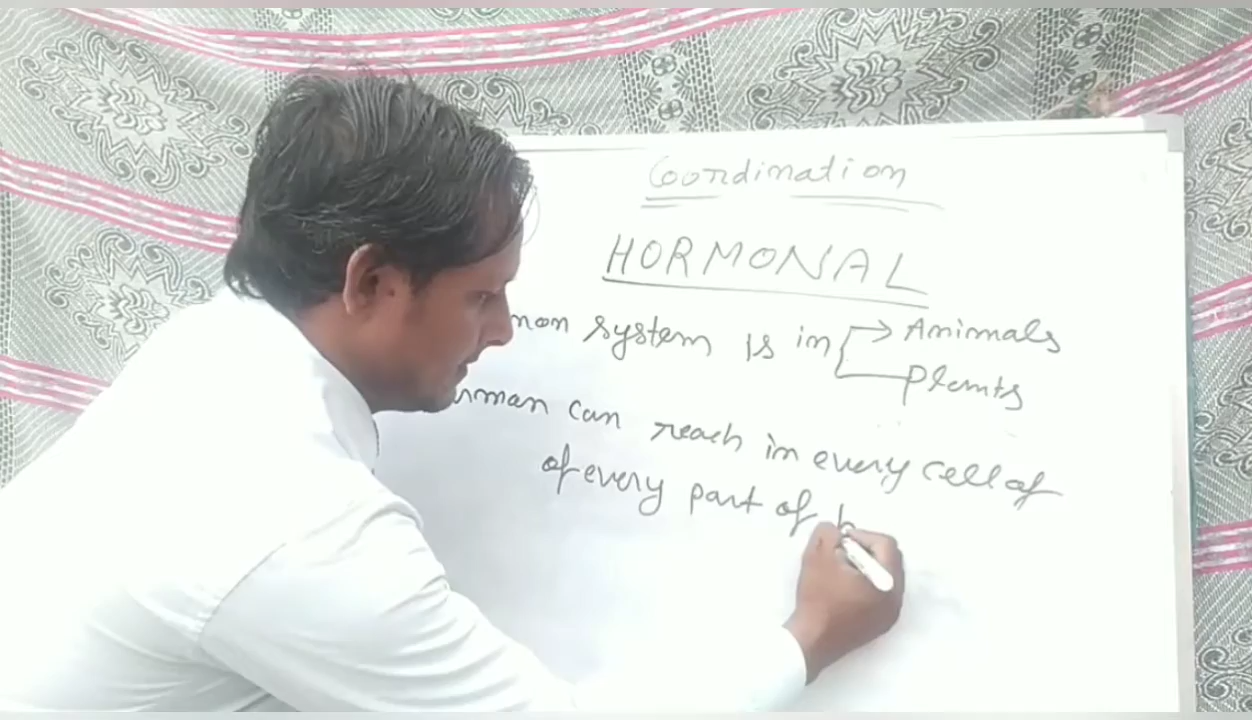 Coordination
HORMONAL
mon system is in → Animals
Plants
rman can reach in every cell of
of every part of b